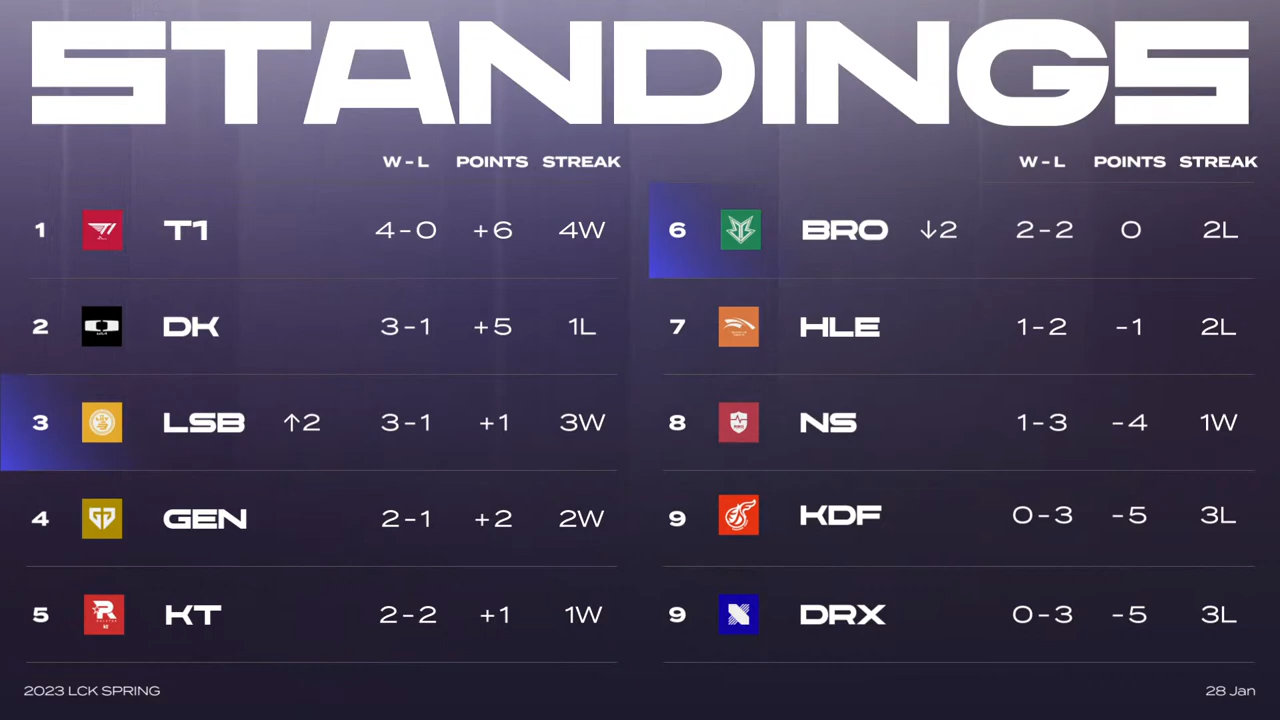 STANDINGS
W - L POINTS STREAK
1 T1 4-0 +6 4W
2 DK 3-1 +5 1L
3 LSB ↑2 3-1 +1 3W
4 GEN 2-1 +2 2W
5 KT 2-2 +1 1W
W - L POINTS STREAK
6 BRO ↓2 2-2 0 2L
7 HLE 1-2 -1 2L
8 NS 1-3 -4 1W
9 KDF 0-3 -5 3L
9 DRX 0-3 -5 3L
2023 LCK SPRING
28 Jan